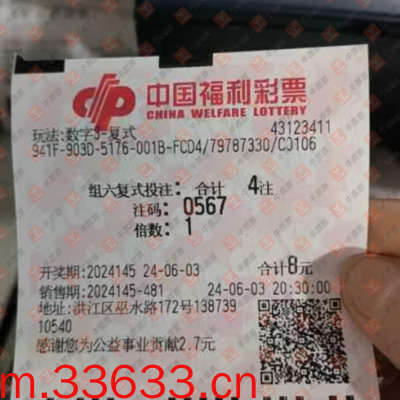 中国福利彩票
CHINA WELFARE LOTTERY
玩法:数字3-复式 43123411
941F-903D-5176-001B-FCD4/79787330/C0106
组六复式投注: 合计 4注
注码: 0567
倍数: 1
开奖期:2024145 24-06-03 合计8元
销售期:2024145-481 24-06-03 20:30:00
地址:洪江区巫水路172号138739
10540
感谢您为公益事业贡献2.7元
m.33633.cn